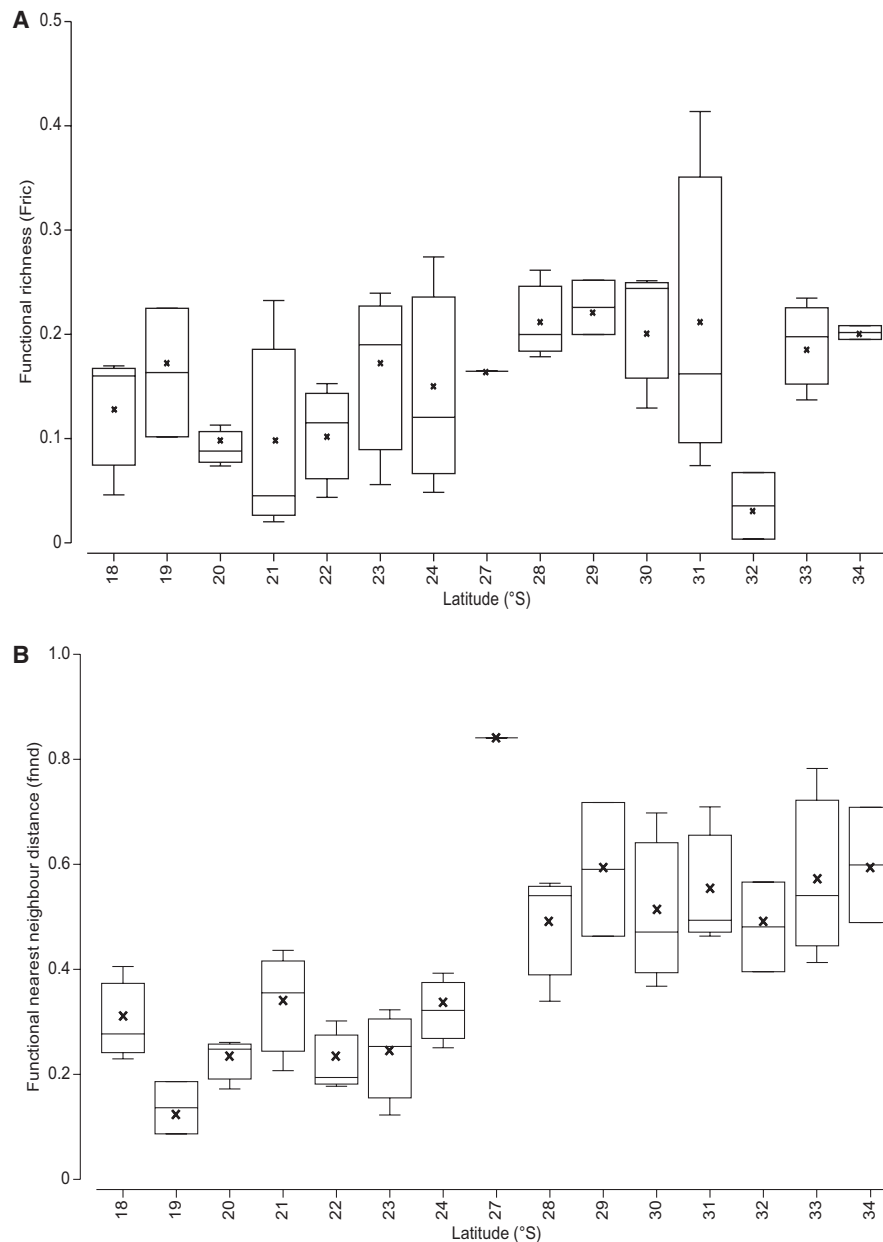 A
Functional richness (Fric)
0.5
0.4
0.3
0.2
0.1
0
18 19 20 21 22 23 24 27 28 29 30 31 32 33 34
Latitude (°S)
B
Functional nearest neighbour distance (fnnd)
1.0
0.8
0.6
0.4
0.2
0
18 19 20 21 22 23 24 27 28 29 30 31 32 33 34
Latitude (°S)